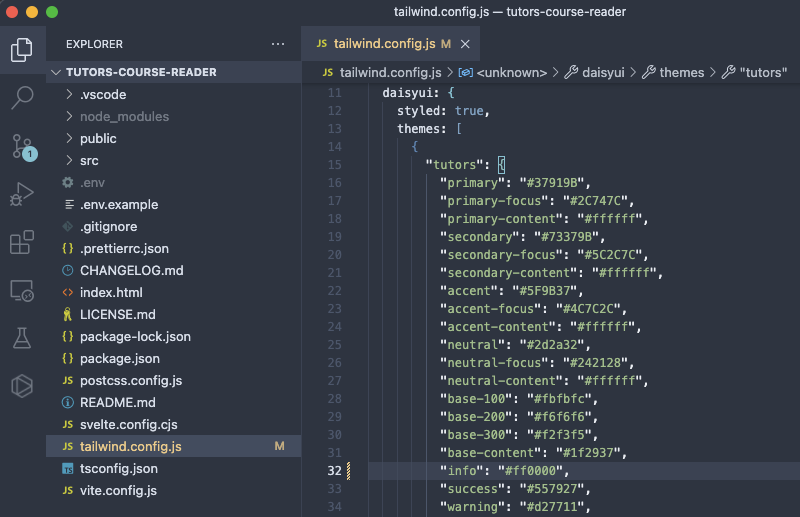 tailwind.config.js — tutors-course-reader
EXPLORER ···
TUTORS-COURSE-READER
.vscode
node_modules
public
src
.env
.env.example
.gitignore
{} .prettierrc.json
CHANGELOG.md
<> index.html
LICENSE.md
{} package-lock.json
{} package.json
JS postcss.config.js
README.md
JS svelte.config.cjs
JS tailwind.config.js M
TS tsconfig.json
JS vite.config.js
1
JS tailwind.config.js M ×
JS tailwind.config.js > <unknown> > daisyui > themes > "tutors"
11 daisyui: {
12 styled: true,
13 themes: [
14 {
15 "tutors": {
16 "primary": "#37919B",
17 "primary-focus": "#2C747C",
18 "primary-content": "#ffffff",
19 "secondary": "#73379B",
20 "secondary-focus": "#5C2C7C",
21 "secondary-content": "#ffffff",
22 "accent": "#5F9B37",
23 "accent-focus": "#4C7C2C",
24 "accent-content": "#ffffff",
25 "neutral": "#2d2a32",
26 "neutral-focus": "#242128",
27 "neutral-content": "#ffffff",
28 "base-100": "#fbfbfc",
29 "base-200": "#f6f6f6",
30 "base-300": "#f2f3f5",
31 "base-content": "#1f2937",
32 "info": "#ff0000",
33 "success": "#557927",
34 "warning": "#d27711",